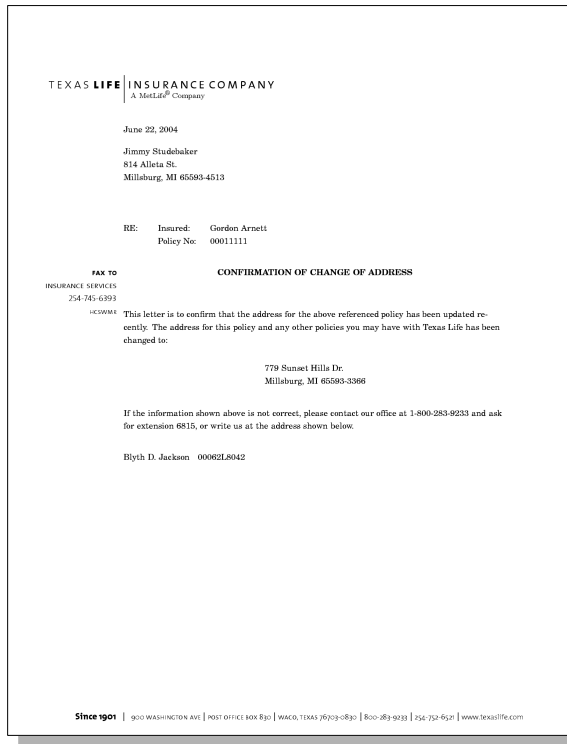 TEXAS LIFE INSURANCE COMPANY
A MetLife® Company
June 22, 2004
Jimmy Studebaker
814 Alleta St.
Millsburg, MI 65593-4513
RE: Insured: Gordon Arnett
Policy No: 00011111
FAX TO
INSURANCE SERVICES
254-745-6393
HCSWMR
CONFIRMATION OF CHANGE OF ADDRESS
This letter is to confirm that the address for the above referenced policy has been updated re-
cently. The address for this policy and any other policies you may have with Texas Life has been
changed to:
779 Sunset Hills Dr.
Millsburg, MI 65593-3366
If the information shown above is not correct, please contact our office at 1-800-283-9233 and ask
for extension 6815, or write us at the address shown below.
Blyth D. Jackson 00062L8042
Since 1901 | 900 WASHINGTON AVE | POST OFFICE BOX 830 | WACO, TEXAS 76703-0830 | 800-283-9233 | 254-752-6521 | www.texaslife.com